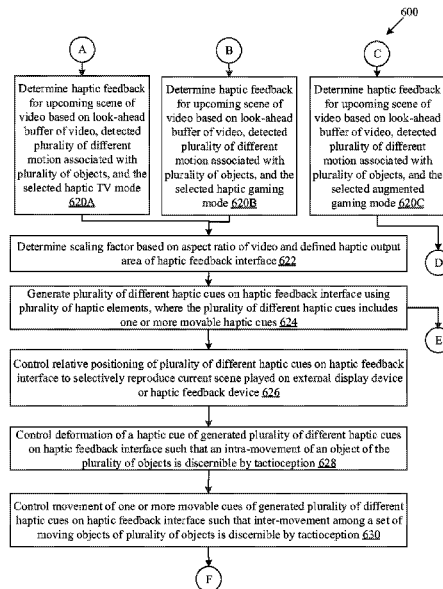 600
A
B
C
Determine haptic feedback
for upcoming scene of
video based on look-ahead
buffer of video, detected
plurality of different
motion associated with
plurality of objects, and the
selected haptic TV mode
620A
Determine haptic feedback
for upcoming scene of
video based on look-ahead
buffer of video, detected
plurality of different
motion associated with
plurality of objects, and the
selected haptic gaming
mode 620B
Determine haptic feedback
for upcoming scene of
video based on look-ahead
buffer of video, detected
plurality of different
motion associated with
plurality of objects, and
the selected augmented
gaming mode 620C
D
Determine scaling factor based on aspect ratio of video and defined haptic output
area of haptic feedback interface 622
Generate plurality of different haptic cues on haptic feedback interface using
plurality of haptic elements, where the plurality of different haptic cues includes
one or more movable haptic cues 624
E
Control relative positioning of plurality of different haptic cues on haptic feedback
interface to selectively reproduce current scene played on external display device
or haptic feedback device 626
Control deformation of a haptic cue of generated plurality of different haptic cues
on haptic feedback interface such that an intra-movement of an object of the
plurality of objects is discernible by tactioception 628
Control movement of one or more movable cues of generated plurality of different
haptic cues on haptic feedback interface such that inter-movement among a set of
moving objects of plurality of objects is discernible by tactioception 630
F